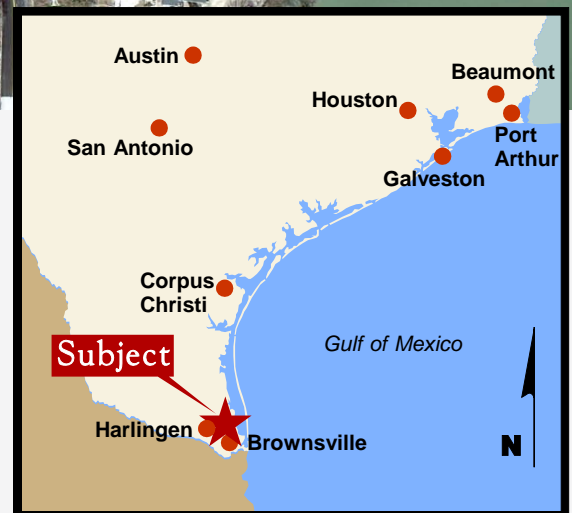 Austin
Beaumont
Houston
San Antonio
Port
Arthur
Galveston
Corpus
Christi
Gulf of Mexico
Subject
Harlingen
Brownsville
N